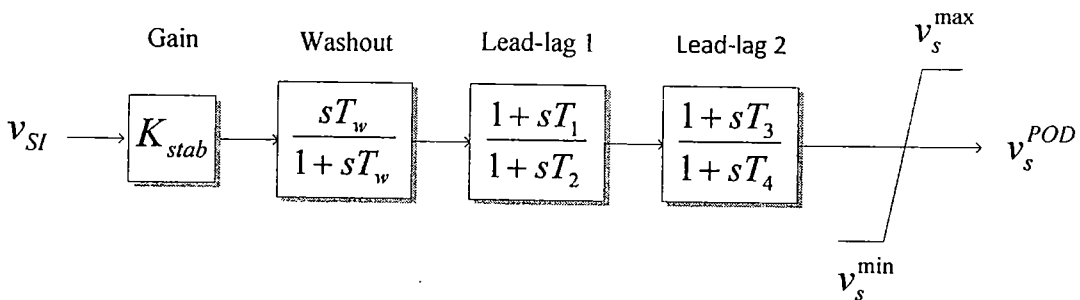 Gain
Washout
Lead-lag 1
Lead-lag 2
v_s^max
v_SI
K_stab
sT_w
1 + sT_w
1 + sT_1
1 + sT_2
1 + sT_3
1 + sT_4
v_s^POD
v_s^min